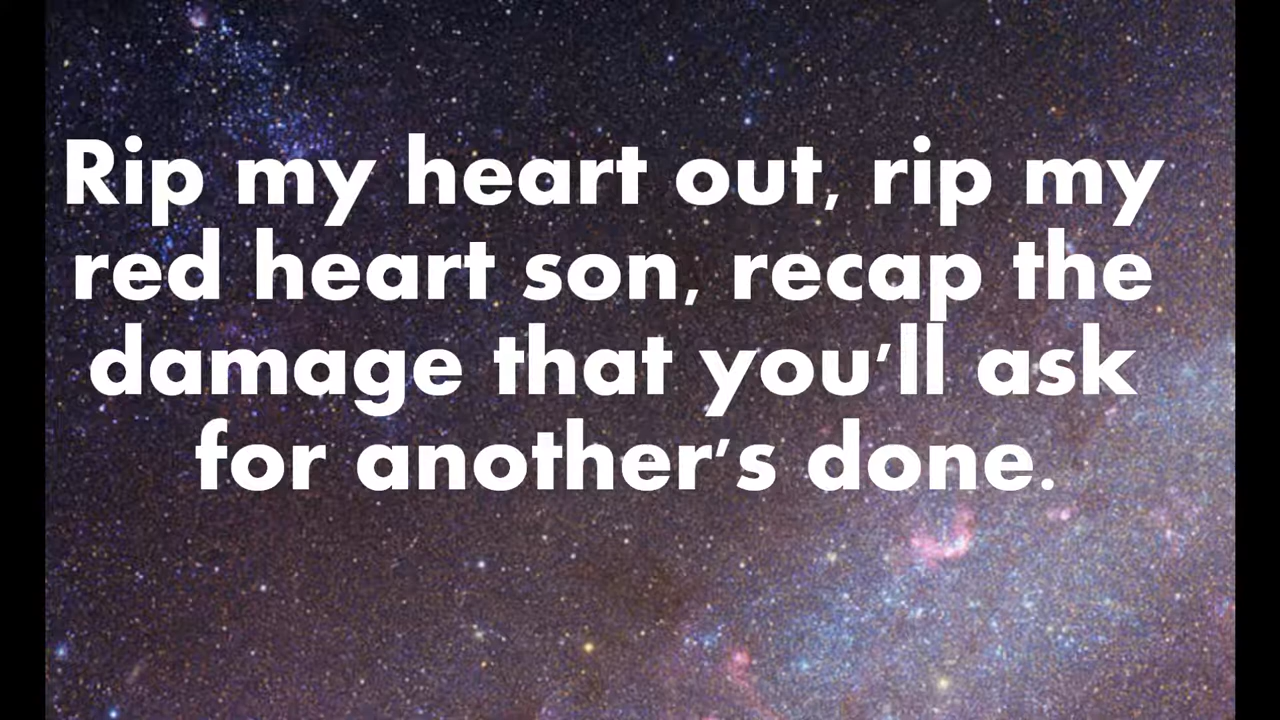 Rip my heart out, rip my
red heart son, recap the
damage that you'll ask
for another's done.